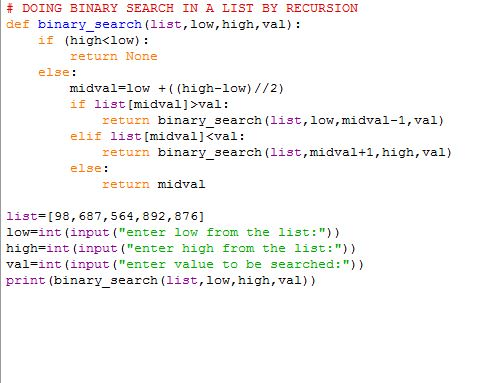 # DOING BINARY SEARCH IN A LIST BY RECURSION
def binary_search(list,low,high,val):
    if (high<low):
        return None
    else:
        midval=low +((high-low)//2)
        if list[midval]>val:
            return binary_search(list,low,midval-1,val)
        elif list[midval]<val:
            return binary_search(list,midval+1,high,val)
        else:
            return midval

list=[98,687,564,892,876]
low=int(input("enter low from the list:"))
high=int(input("enter high from the list:"))
val=int(input("enter value to be searched:"))
print(binary_search(list,low,high,val))